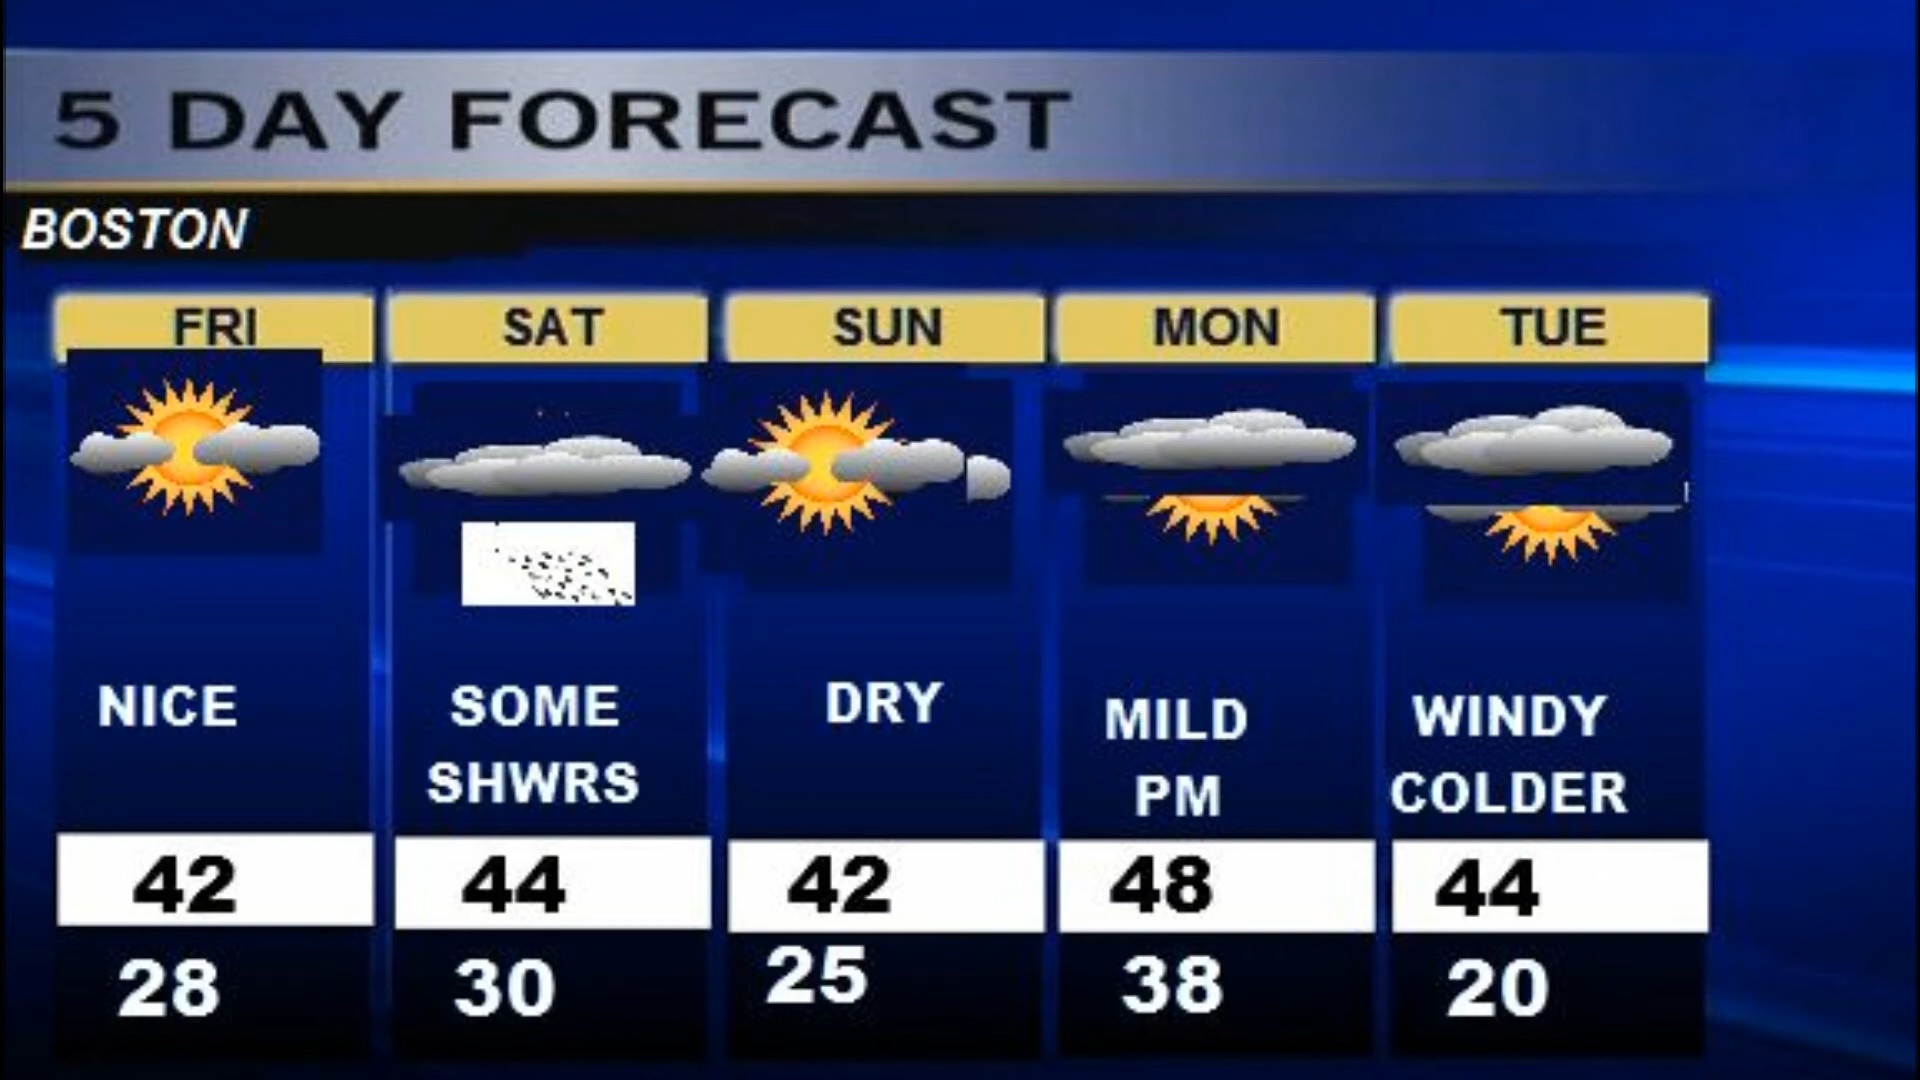 5 DAY FORECAST
BOSTON
FRI SAT SUN MON TUE
NICE SOME DRY MILD WINDY
SHWRS PM COLDER
42 44 42 48 44
28 30 25 38 20